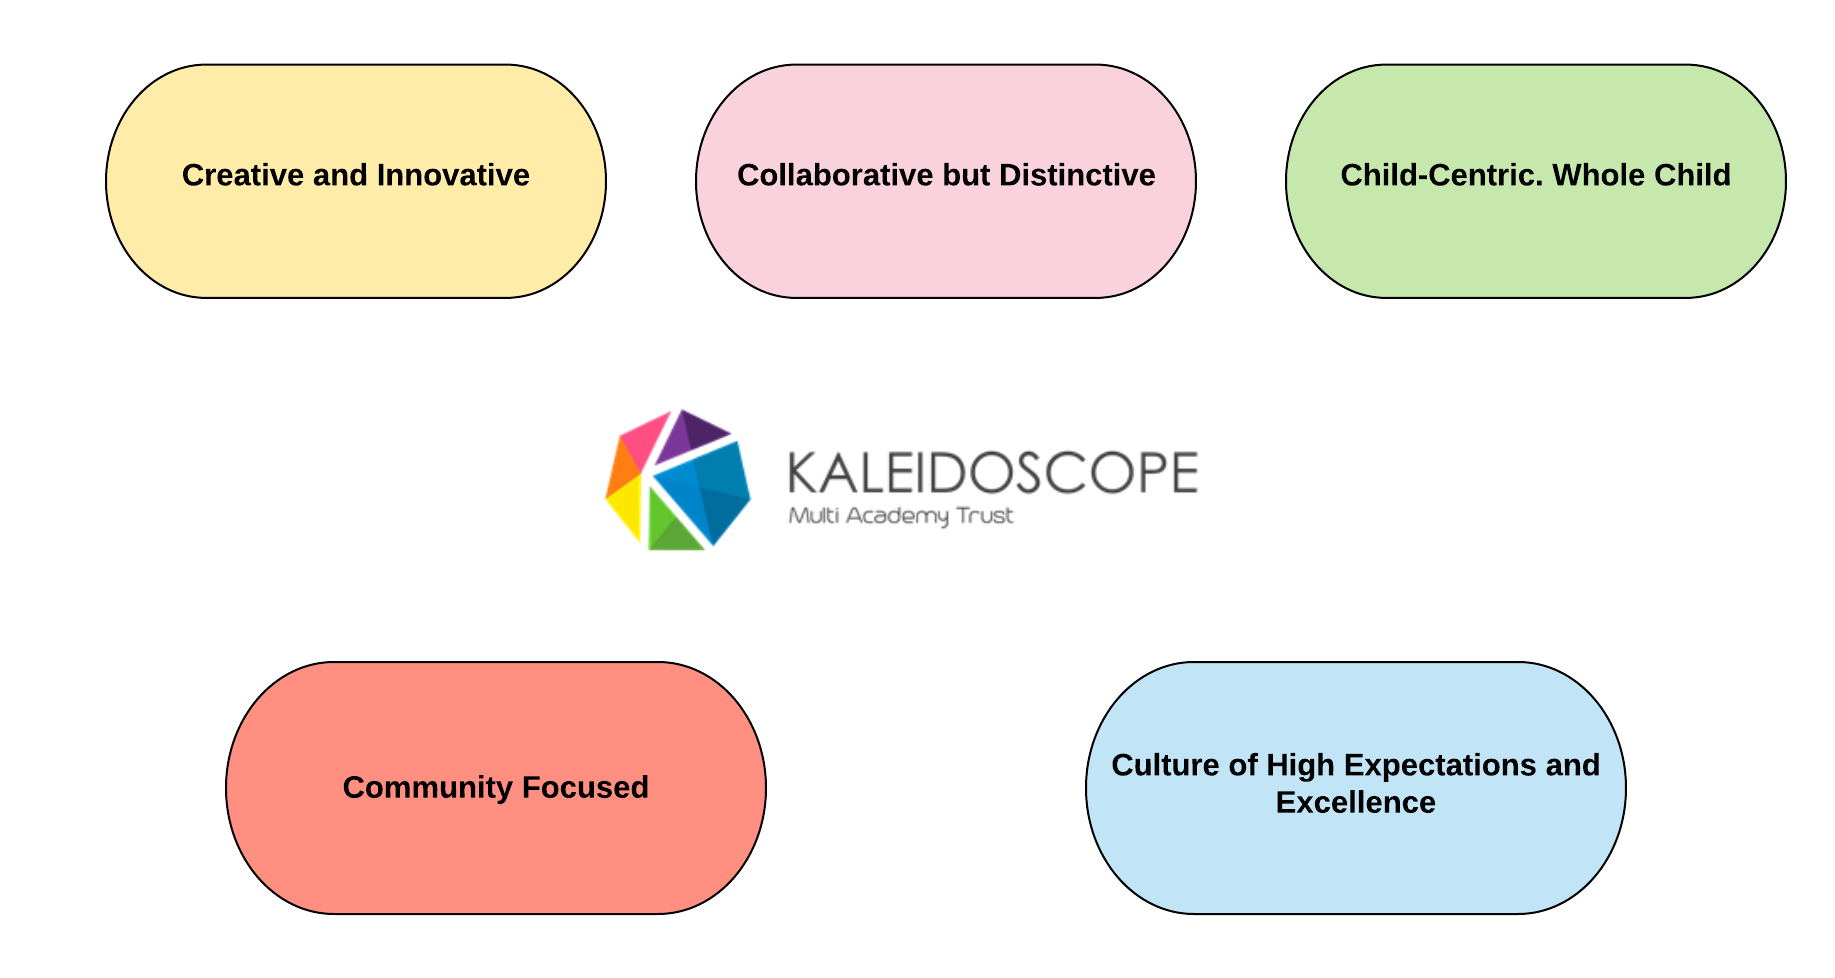 Creative and Innovative
Collaborative but Distinctive
Child-Centric. Whole Child
KALEIDOSCOPE
Multi Academy Trust
Community Focused
Culture of High Expectations and
Excellence